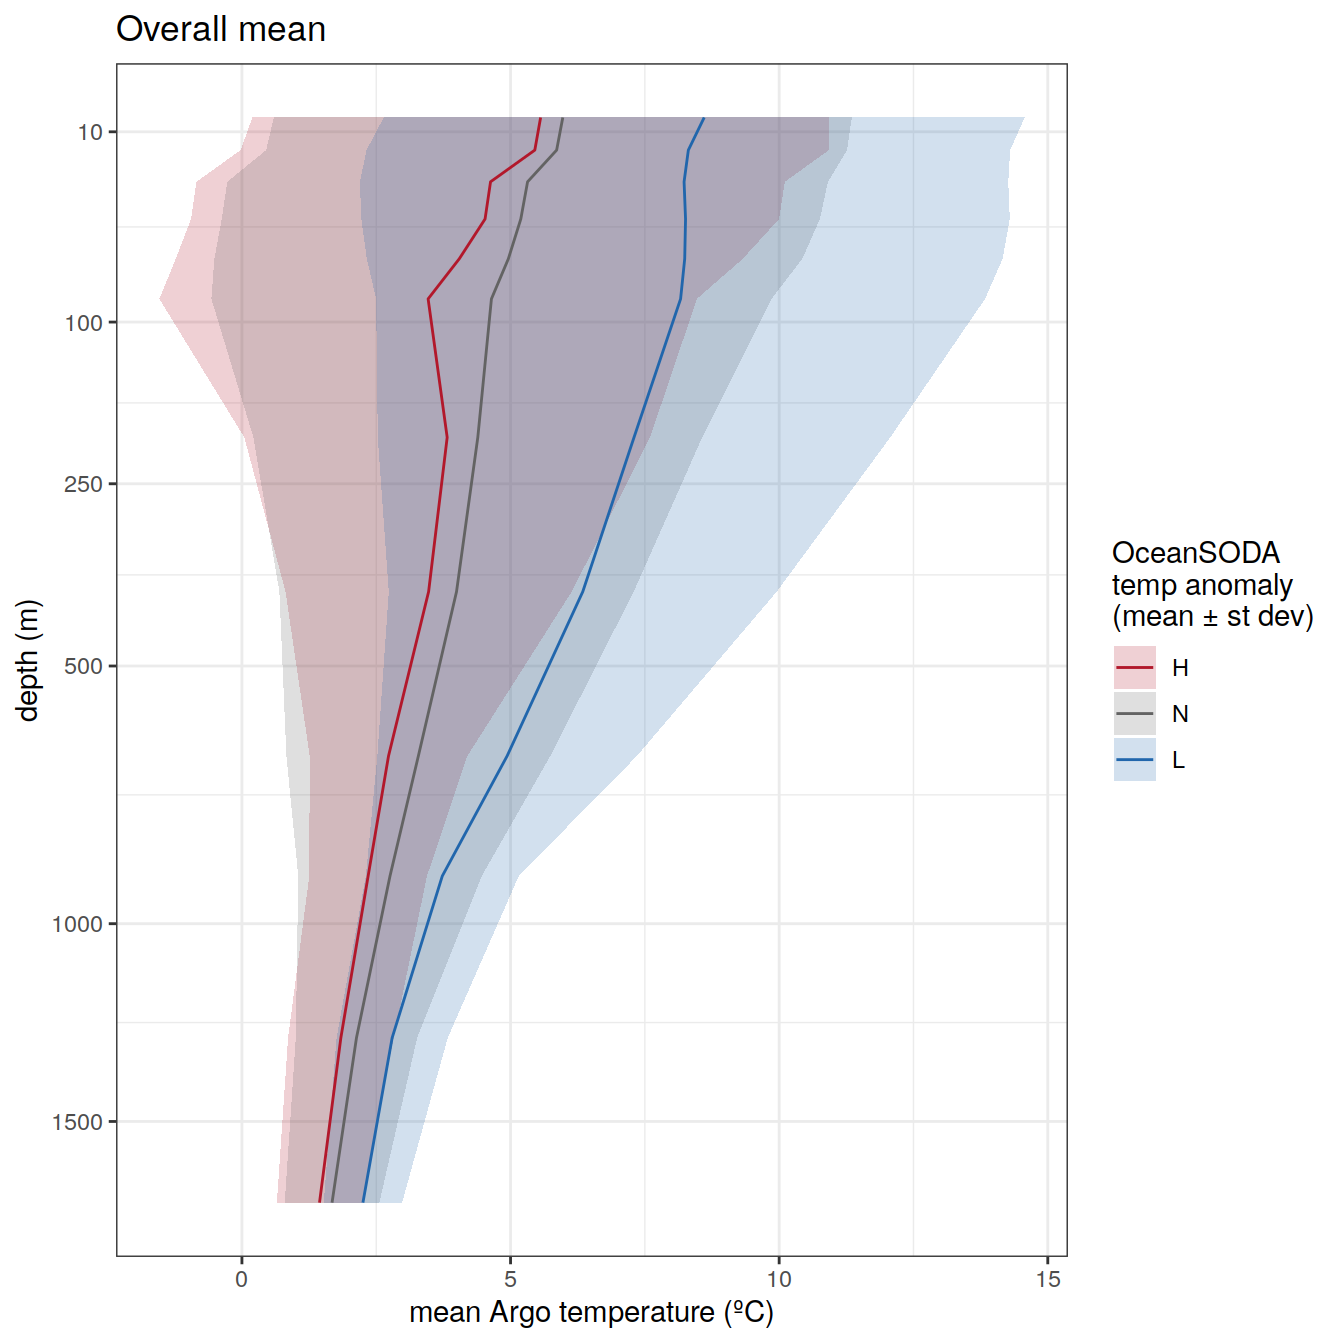 Overall mean
10
100
250
500
1000
1500
depth (m)
0 5 10 15
mean Argo temperature (ºC)
OceanSODA
temp anomaly
(mean ± st dev)
H
N
L